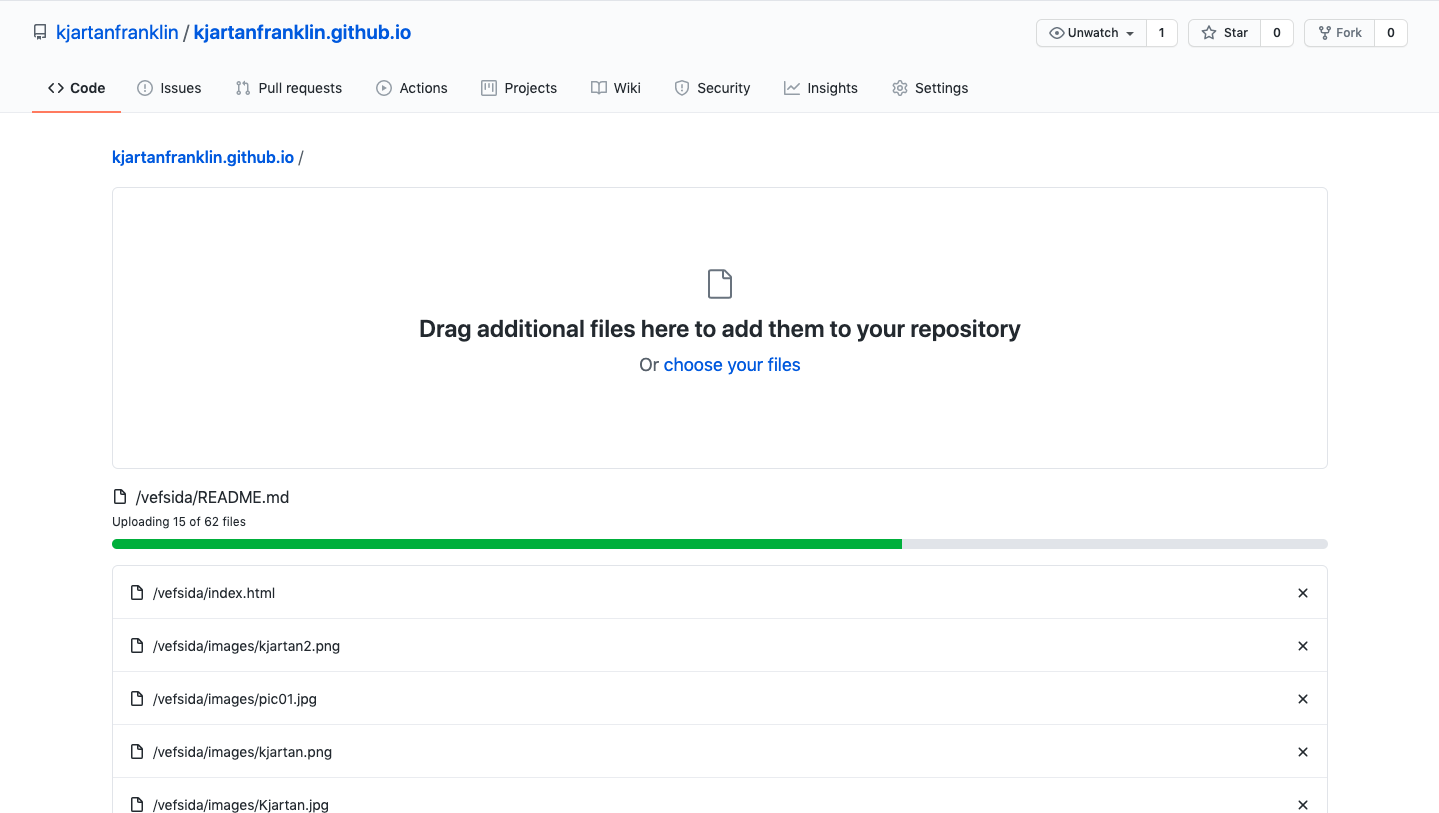 kjartanfranklin / kjartanfranklin.github.io
Unwatch 1 Star 0 Fork 0
Code Issues Pull requests Actions Projects Wiki Security Insights Settings
kjartanfranklin.github.io /
Drag additional files here to add them to your repository
Or choose your files
/vefsida/README.md
Uploading 15 of 62 files
/vefsida/index.html
/vefsida/images/kjartan2.png
/vefsida/images/pic01.jpg
/vefsida/images/kjartan.png
/vefsida/images/Kjartan.jpg